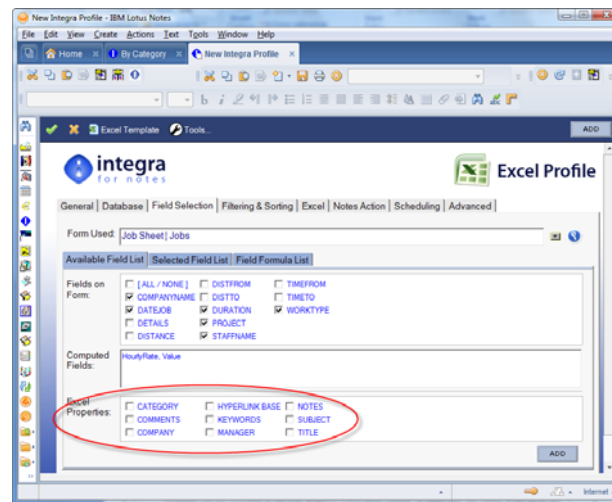 New Integra Profile - IBM Lotus Notes
File Edit View Create Actions Text Tools Window Help
Home By Category New Integra Profile
Excel Template Tools... ADD
integra
for notes
Excel Profile
General Database Field Selection Filtering & Sorting Excel Notes Action Scheduling Advanced
Form Used: Job Sheet| Jobs
Available Field List Selected Field List Field Formula List
Fields on Form:
[ ALL / NONE ] DISTFROM TIMEFROM
COMPANYNAME DISTTO TIMETO
DATEJOB DURATION WORKTYPE
DETAILS PROJECT
DISTANCE STAFFNAME
Computed Fields:
HourlyRate, Value
Excel Properties:
CATEGORY HYPERLINK BASE NOTES
COMMENTS KEYWORDS SUBJECT
COMPANY MANAGER TITLE
ADD
Internet